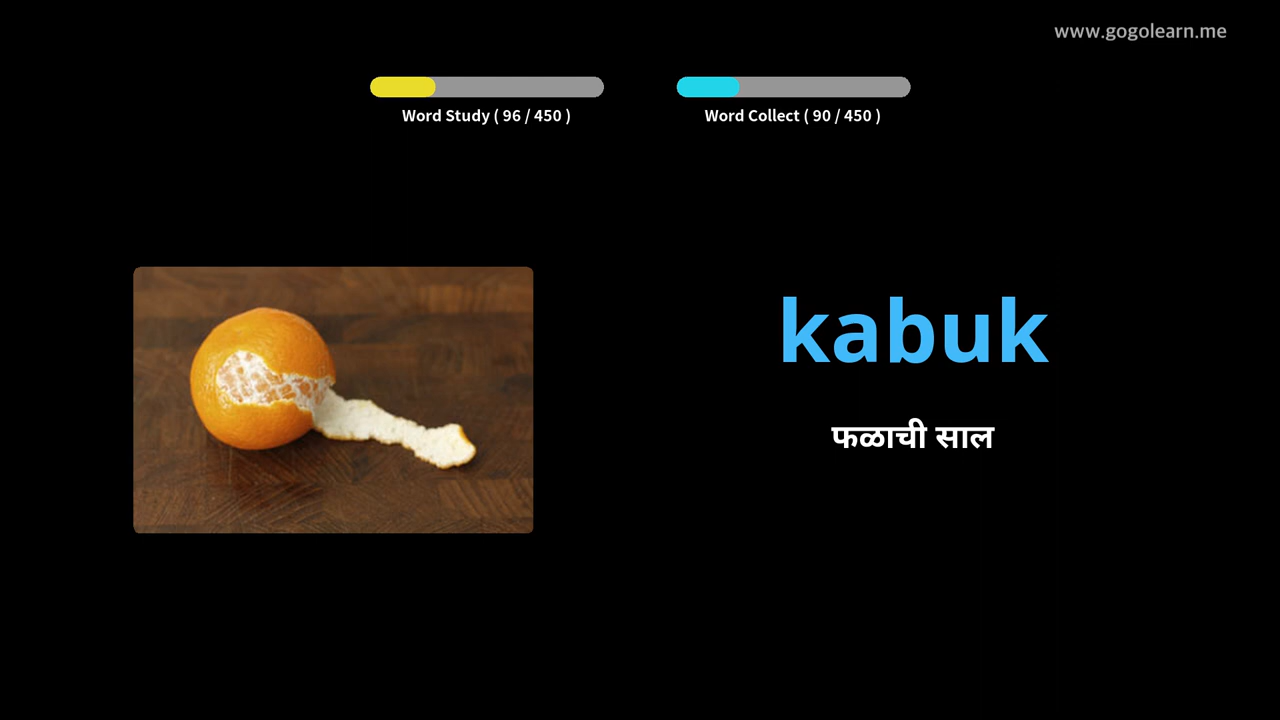 www.gogolearn.me
Word Study ( 96 / 450 )
Word Collect ( 90 / 450 )
kabuk
फळाची साल